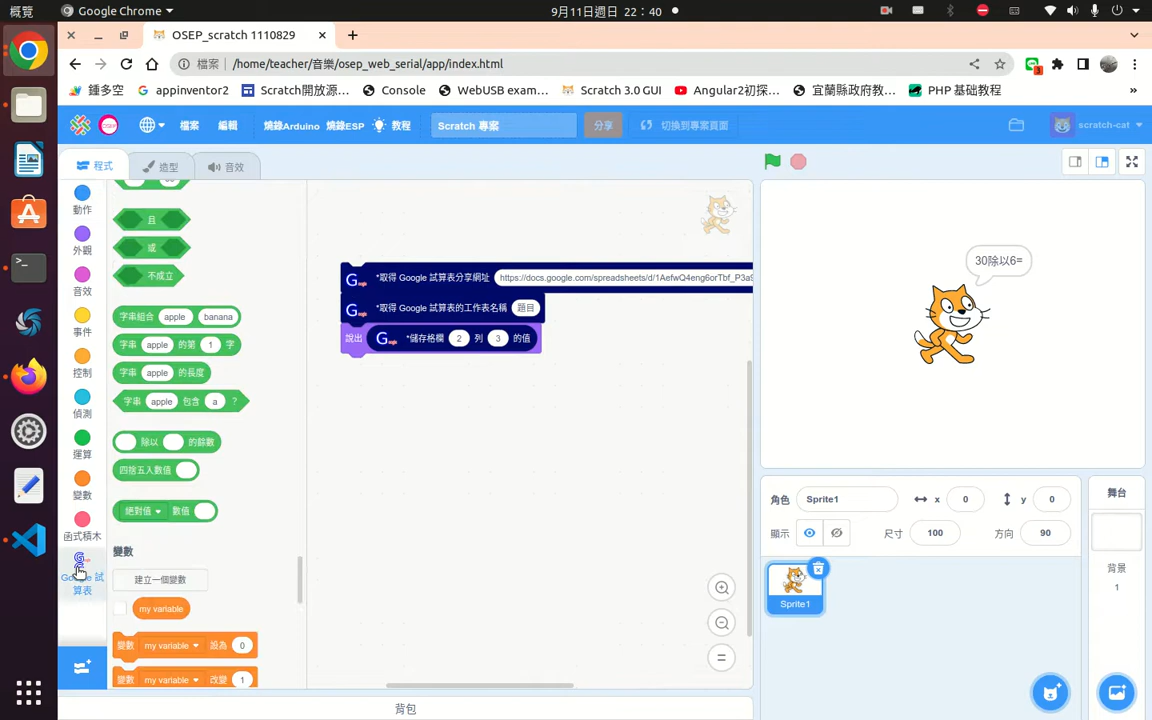 概覽
Google Chrome
9月11日週日 22：40
OSEP_scratch 1110829
檔案
/home/teacher/音樂/osep_web_serial/app/index.html
3
鍾多空
appinventor2
Scratch開放源…
Console
WebUSB exam…
Scratch 3.0 GUI
Angular2初探…
宜蘭縣政府教…
PHP 基础教程
»
OSEP
檔案
編輯
燒錄Arduino
燒錄ESP
教程
Scratch 專案
分享
切換到專案頁面
scratch-cat
程式
造型
音效
動作
外觀
音效
事件
控制
偵測
運算
變數
函式積木
Google 試
算表
且
或
不成立
字串組合 apple banana
字串 apple 的第 1 字
字串 apple 的長度
字串 apple 包含 a ?
除以 的餘數
四捨五入數值
絕對值 數值
變數
建立一個變數
my variable
變數 my variable 設為 0
變數 my variable 改變 1
*取得 Google 試算表分享網址 https://docs.google.com/spreadsheets/d/1AefwQ4eng6orTbf_P3a
*取得 Google 試算表的工作表名稱 題目
說出 *儲存格欄 2 列 3 的值
30除以6=
角色 Sprite1 x 0 y 0
顯示 尺寸 100 方向 90
Sprite1
舞台
背景
1
背包